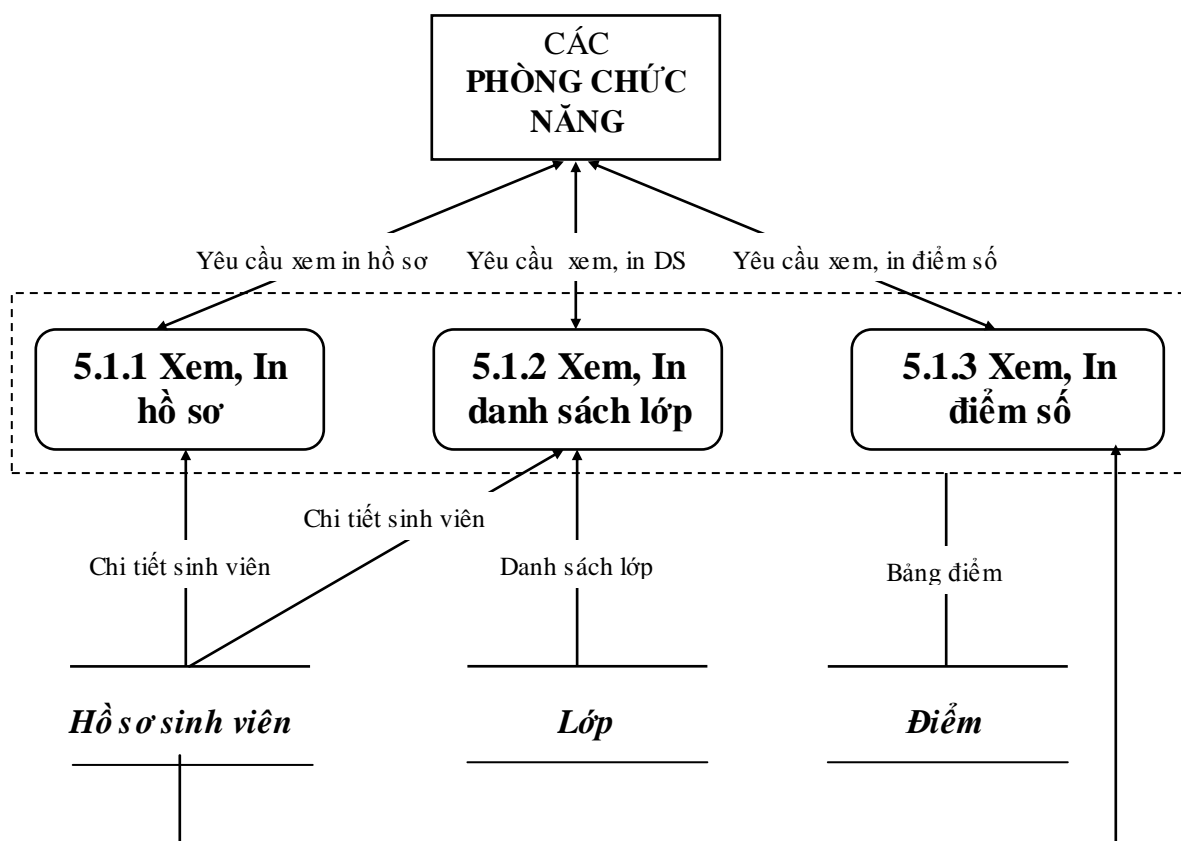 CÁC
PHÒNG CHỨC
NĂNG
Yêu cầu xem in hồ sơ
Yêu cầu xem, in DS
Yêu cầu xem, in điểm số
5.1.1 Xem, In
hồ sơ
5.1.2 Xem, In
danh sách lớp
5.1.3 Xem, In
điểm số
Chi tiết sinh viên
Chi tiết sinh viên
Danh sách lớp
Bảng điểm
Hồ sơ sinh viên
Lớp
Điểm